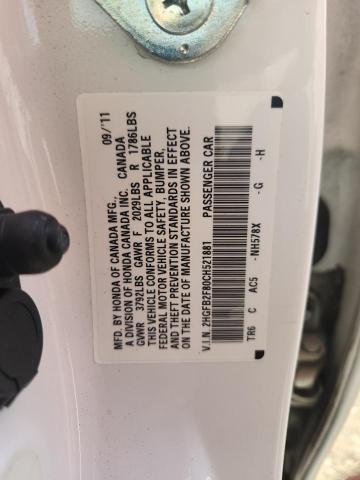 MFD. BY HONDA OF CANADA MFG., 09/'11
A DIVISION OF HONDA CANADA INC. CANADA
GVWR 3792LBS GAWR F 2029LBS R 1786LBS
THIS VEHICLE CONFORMS TO ALL APPLICABLE
FEDERAL MOTOR VEHICLE SAFETY, BUMPER,
AND THEFT PREVENTION STANDARDS IN EFFECT
ON THE DATE OF MANUFACTURE SHOWN ABOVE.
V.I.N. 2HGFB2F80CH521881 PASSENGER CAR
TR6 C AC5 - NH578X - G - H